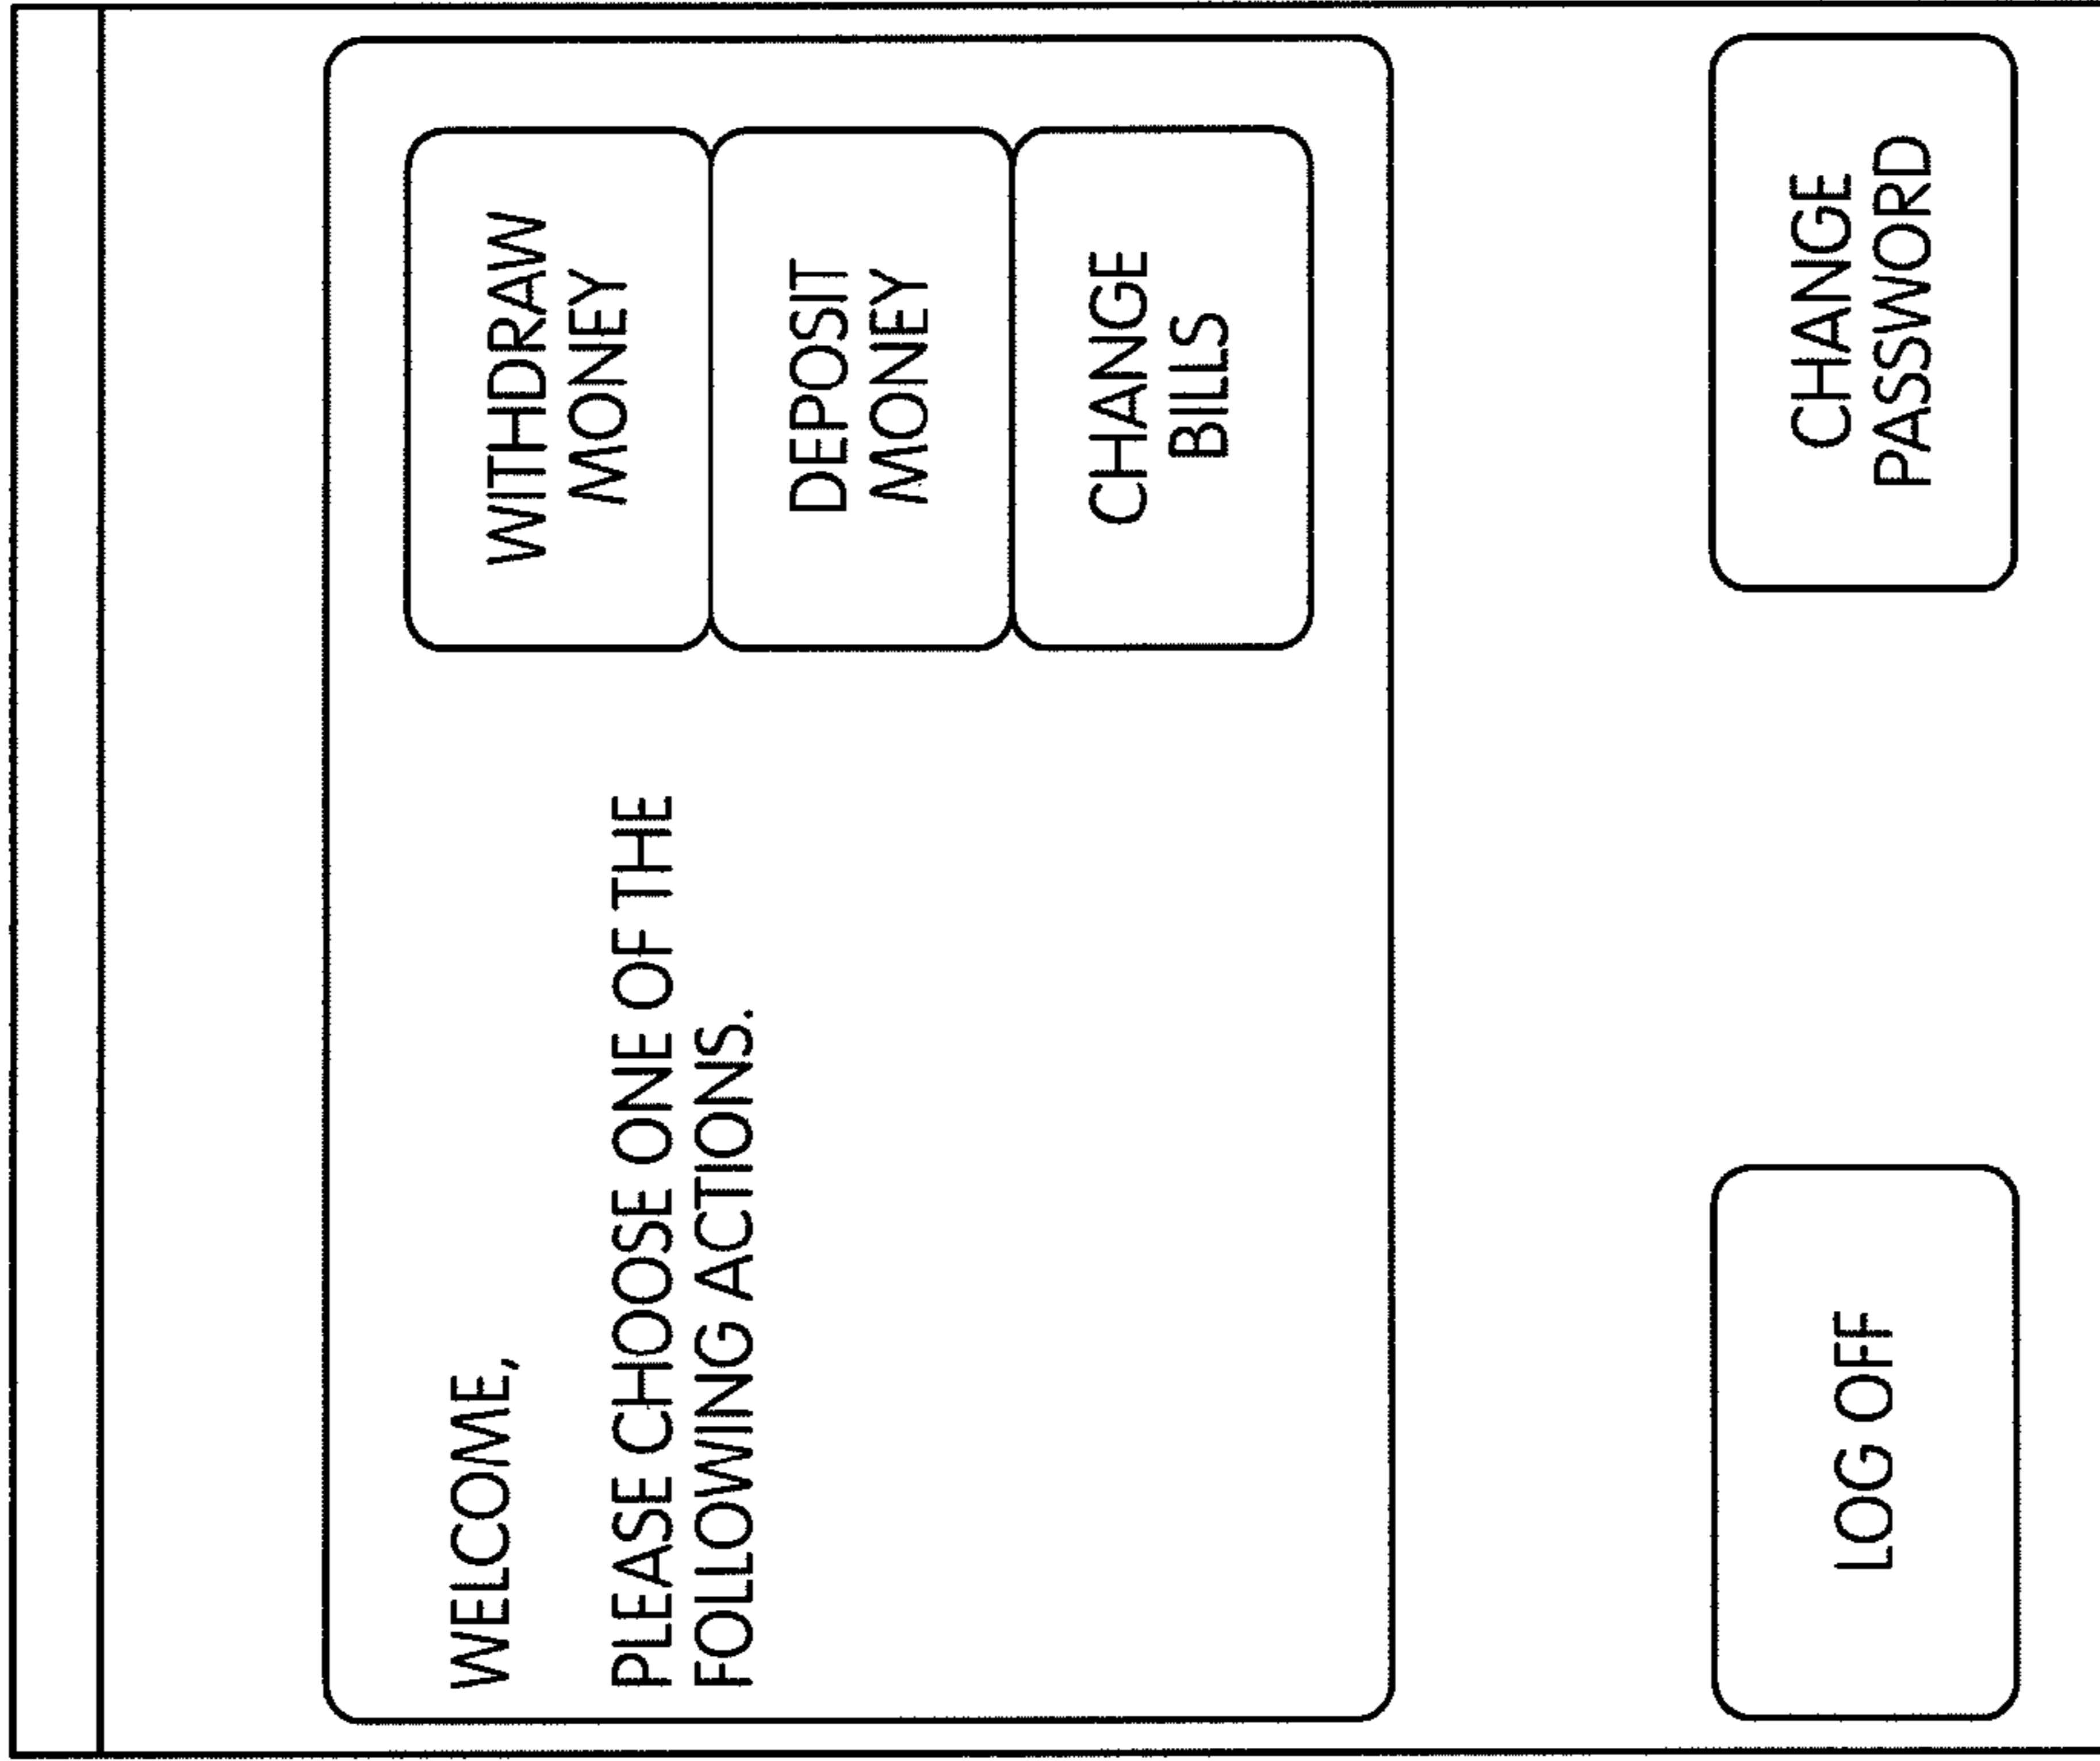 WELCOME,
PLEASE CHOOSE ONE OF THE
FOLLOWING ACTIONS.
WITHDRAW
MONEY
DEPOSIT
MONEY
CHANGE
BILLS
LOG OFF
CHANGE
PASSWORD